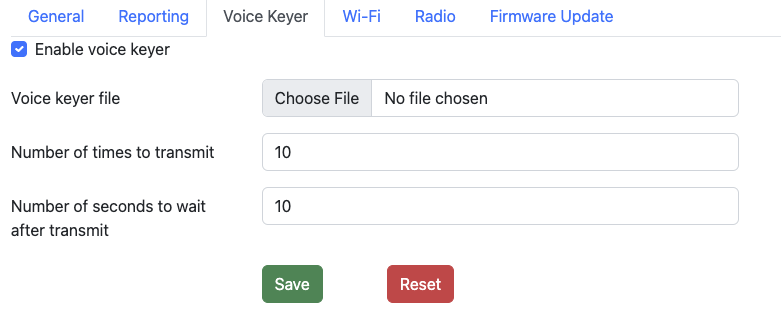 General Reporting Voice Keyer Wi-Fi Radio Firmware Update
Enable voice keyer
Voice keyer file Choose File No file chosen
Number of times to transmit 10
Number of seconds to wait 10
after transmit
Save Reset